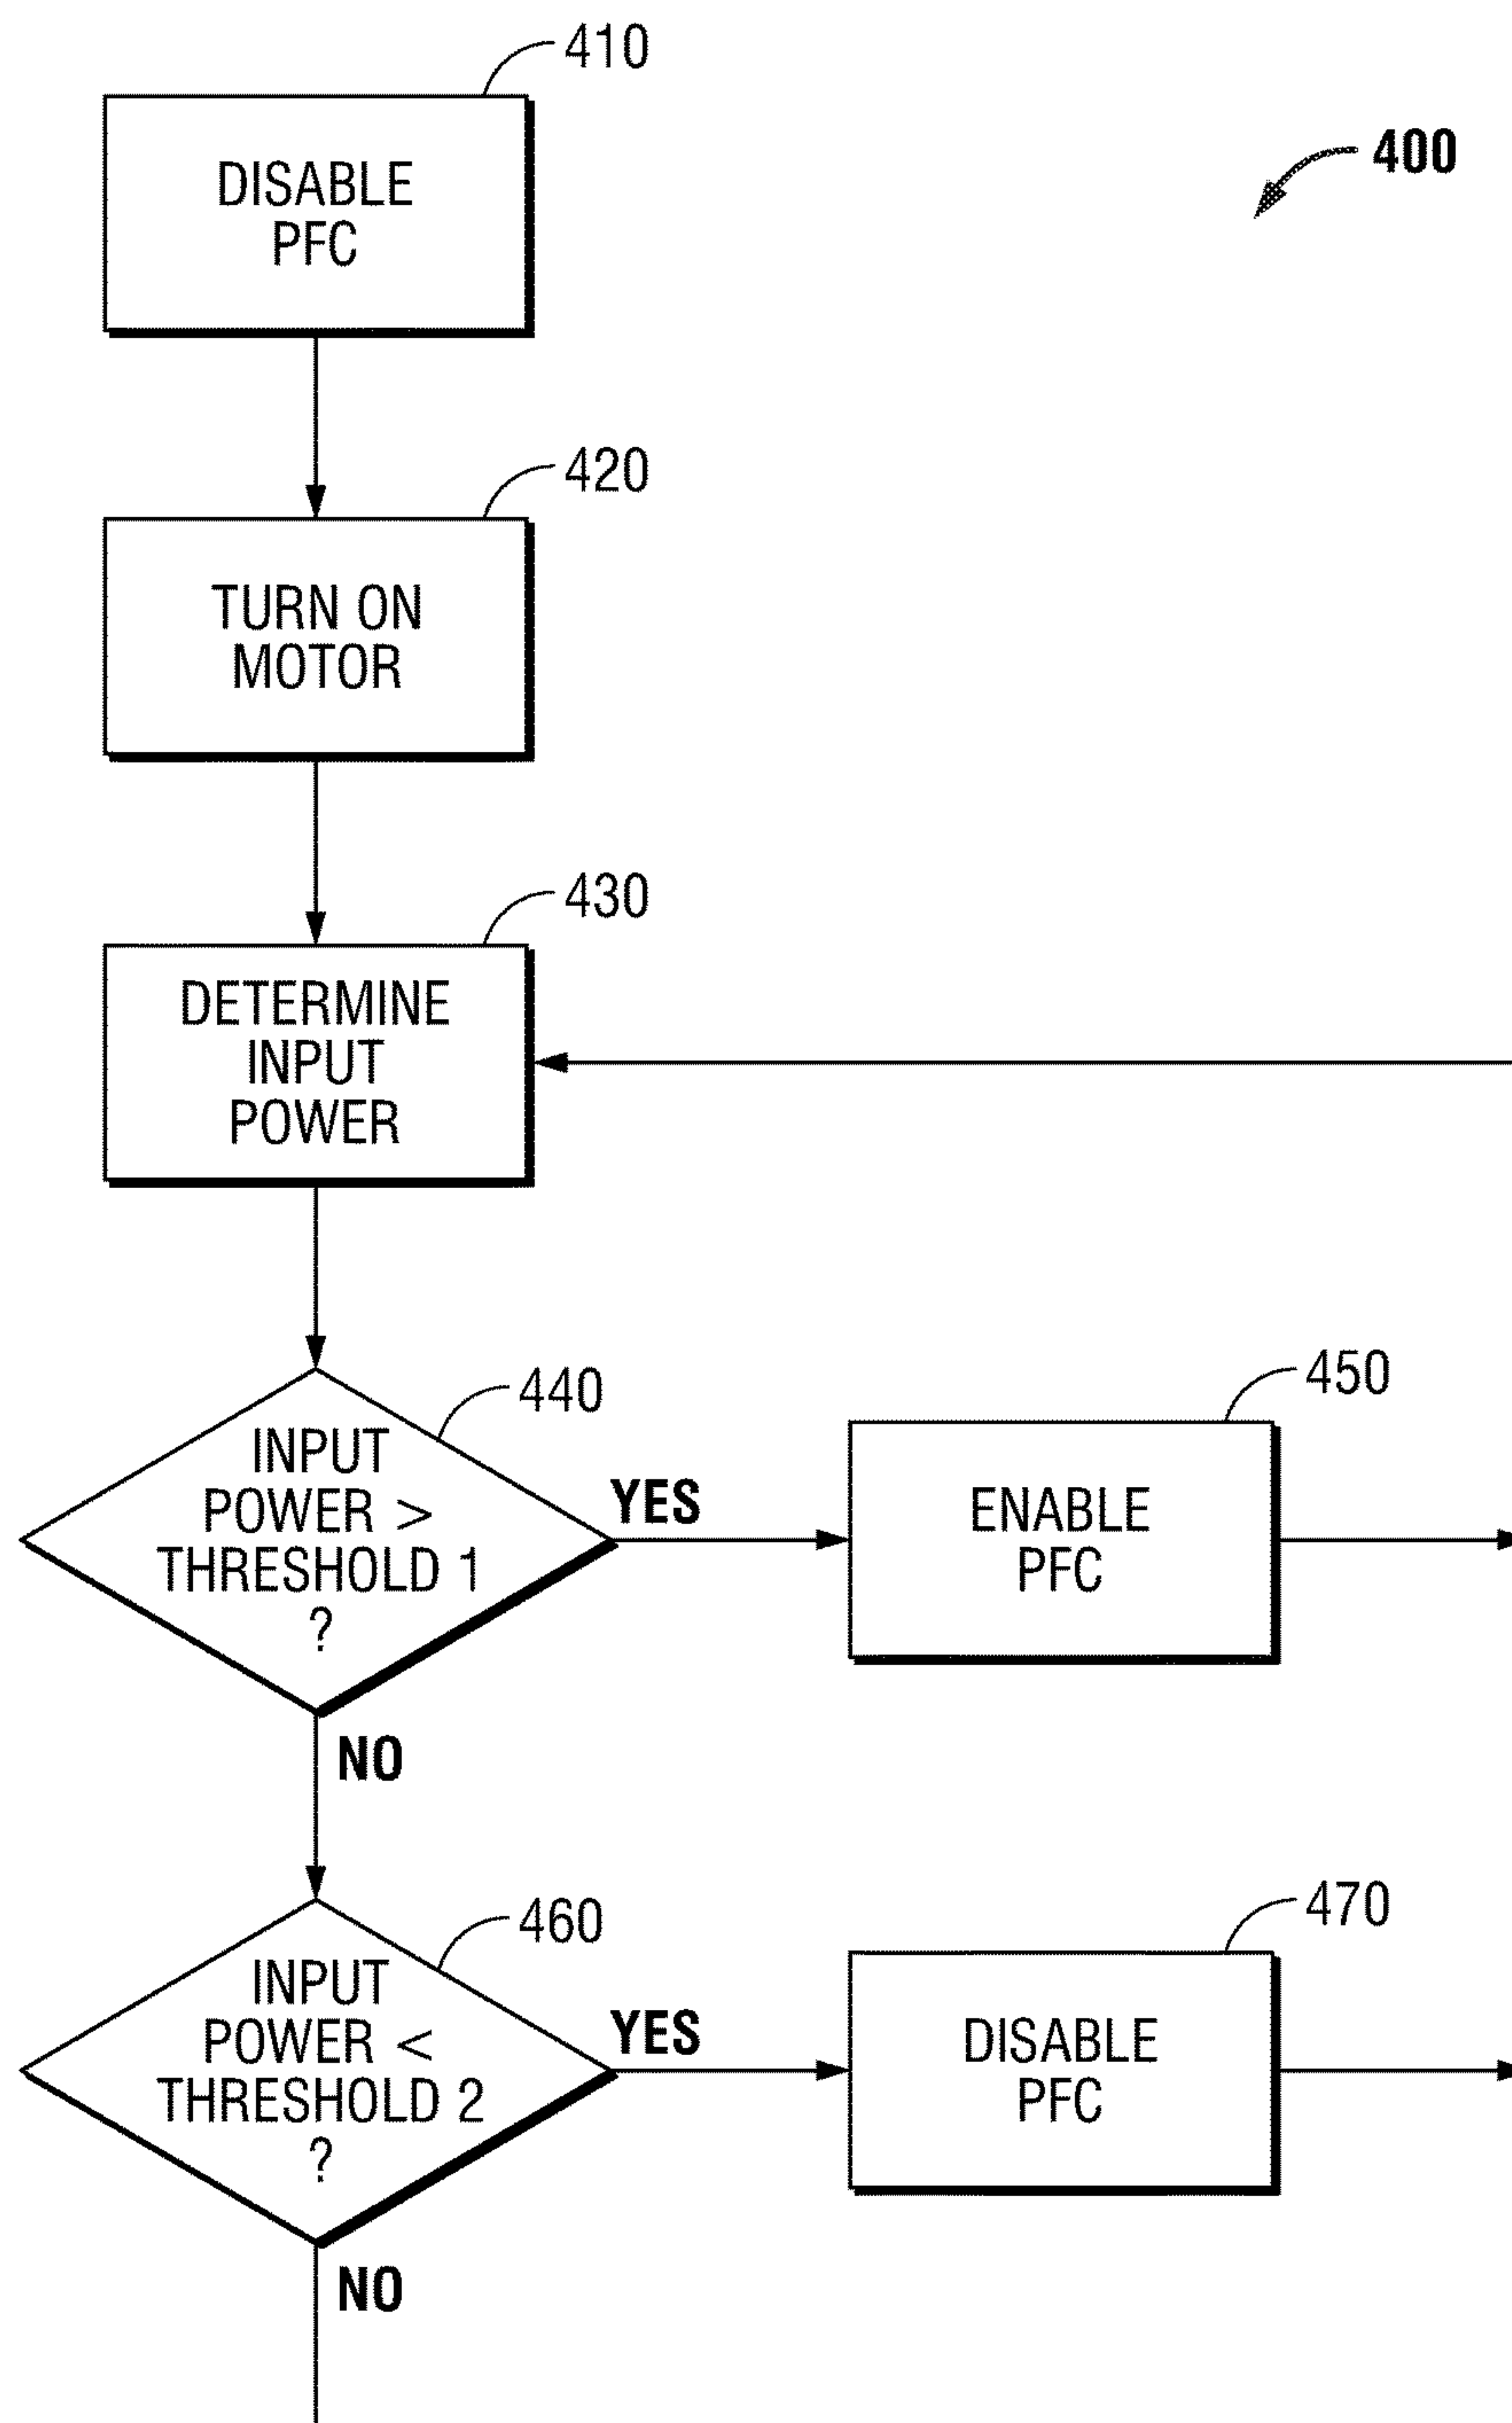 410
DISABLE
PFC
400
420
TURN ON
MOTOR
430
DETERMINE
INPUT
POWER
440
INPUT
POWER >
THRESHOLD 1
?
YES
450
ENABLE
PFC
NO
460
INPUT
POWER <
THRESHOLD 2
?
YES
470
DISABLE
PFC
NO